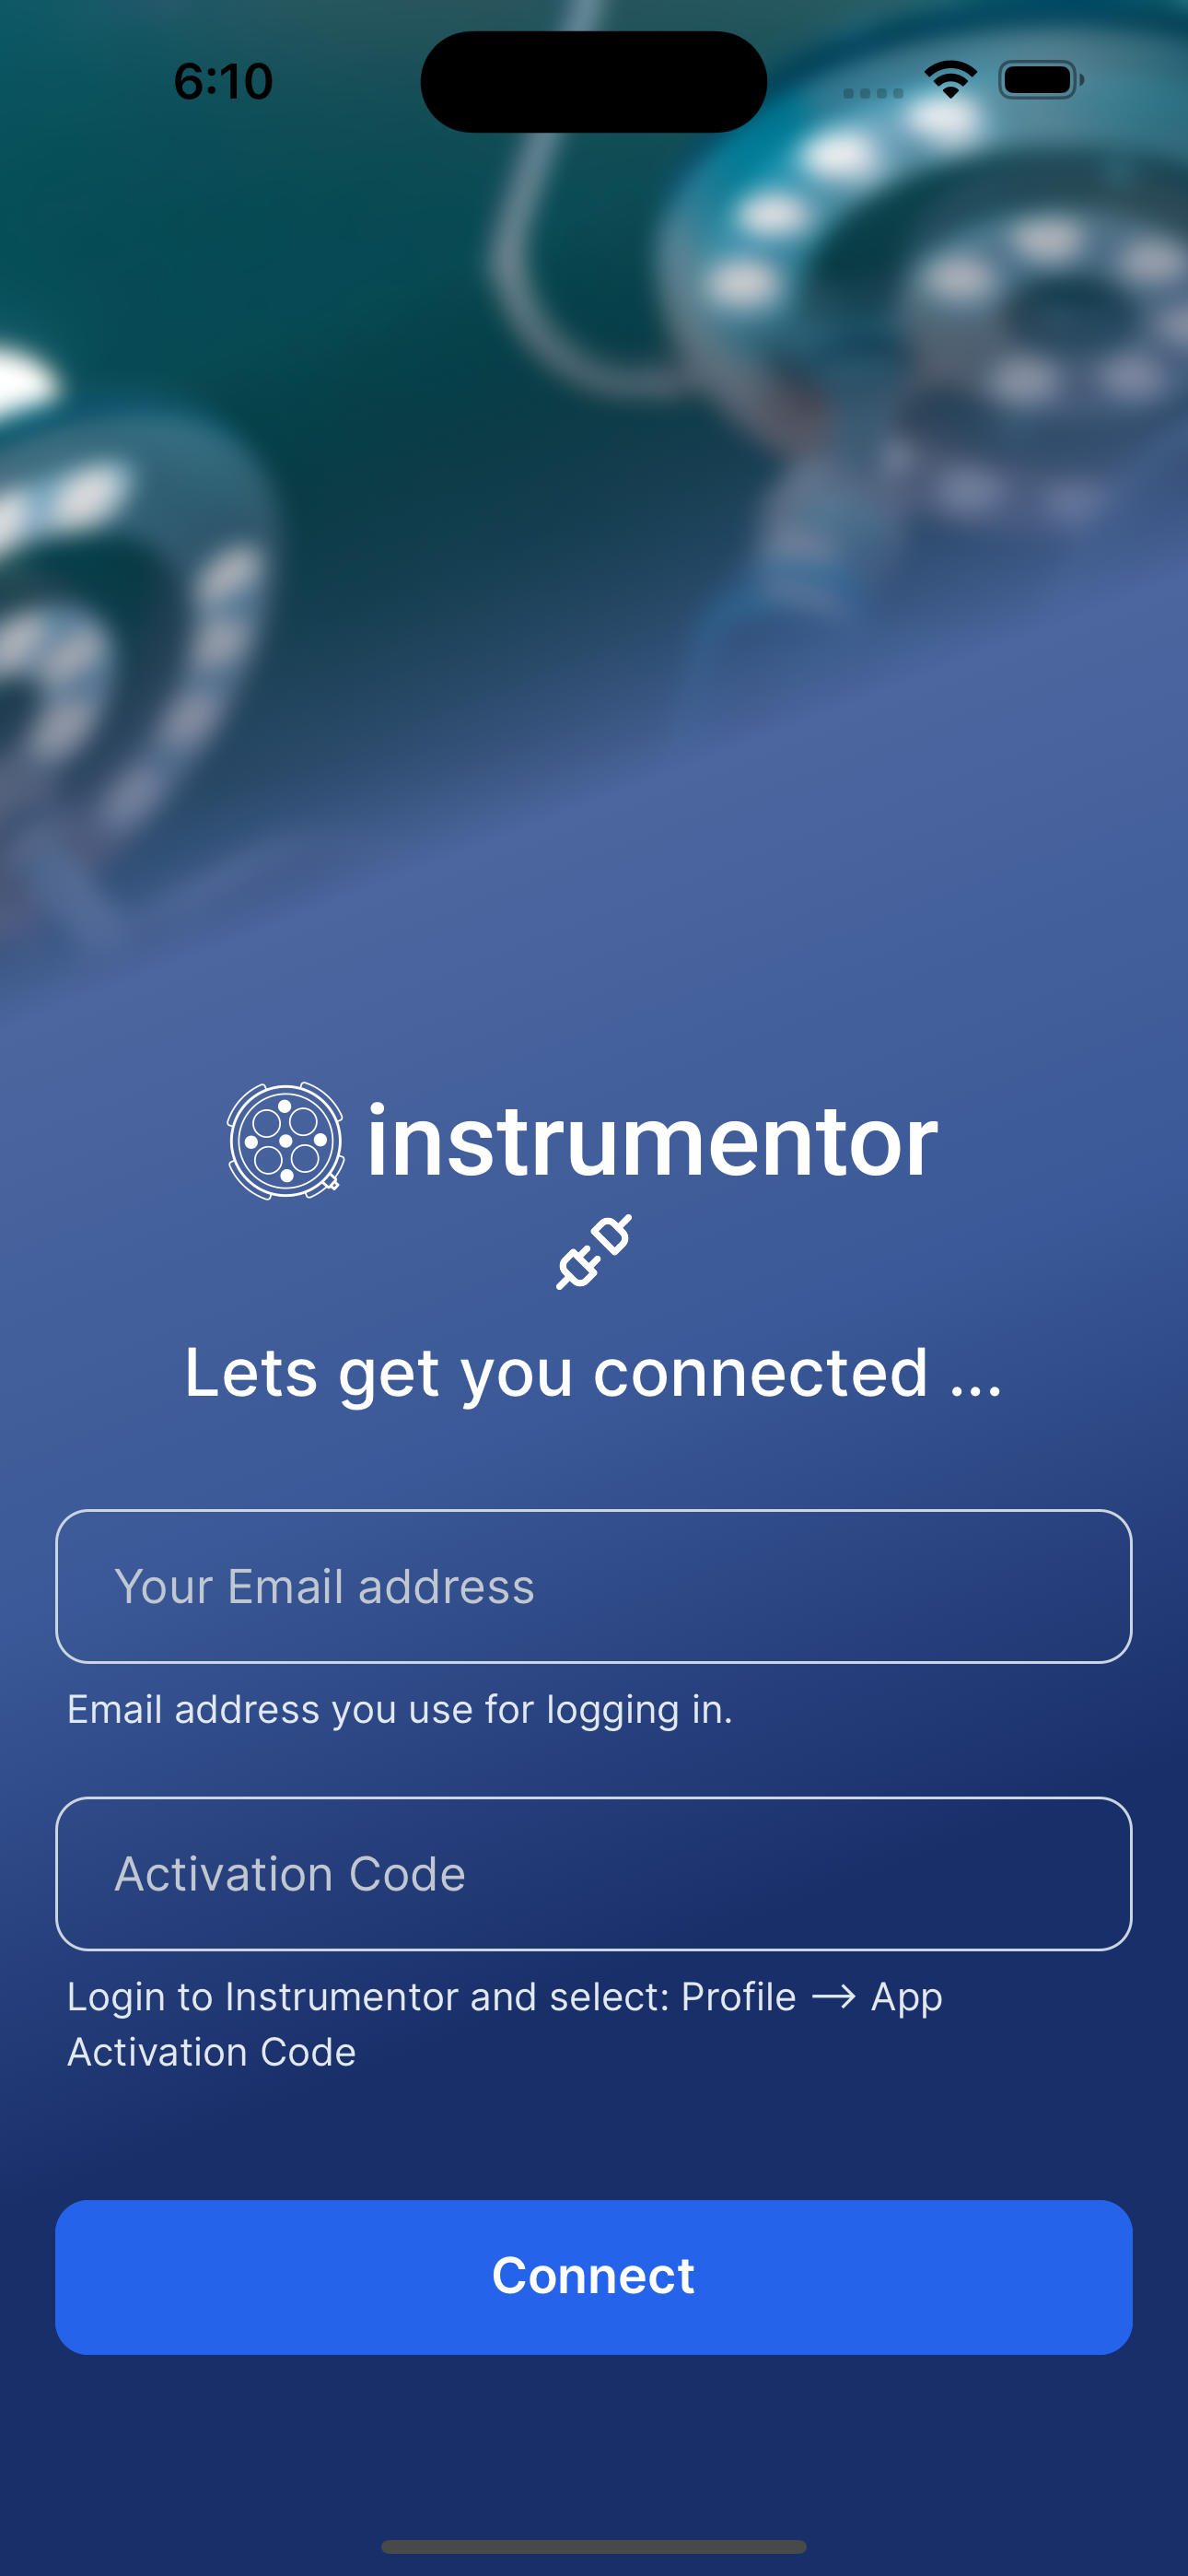 6:10
instrumentor
Lets get you connected ...
Your Email address
Email address you use for logging in.
Activation Code
Login to Instrumentor and select: Profile → App
Activation Code
Connect